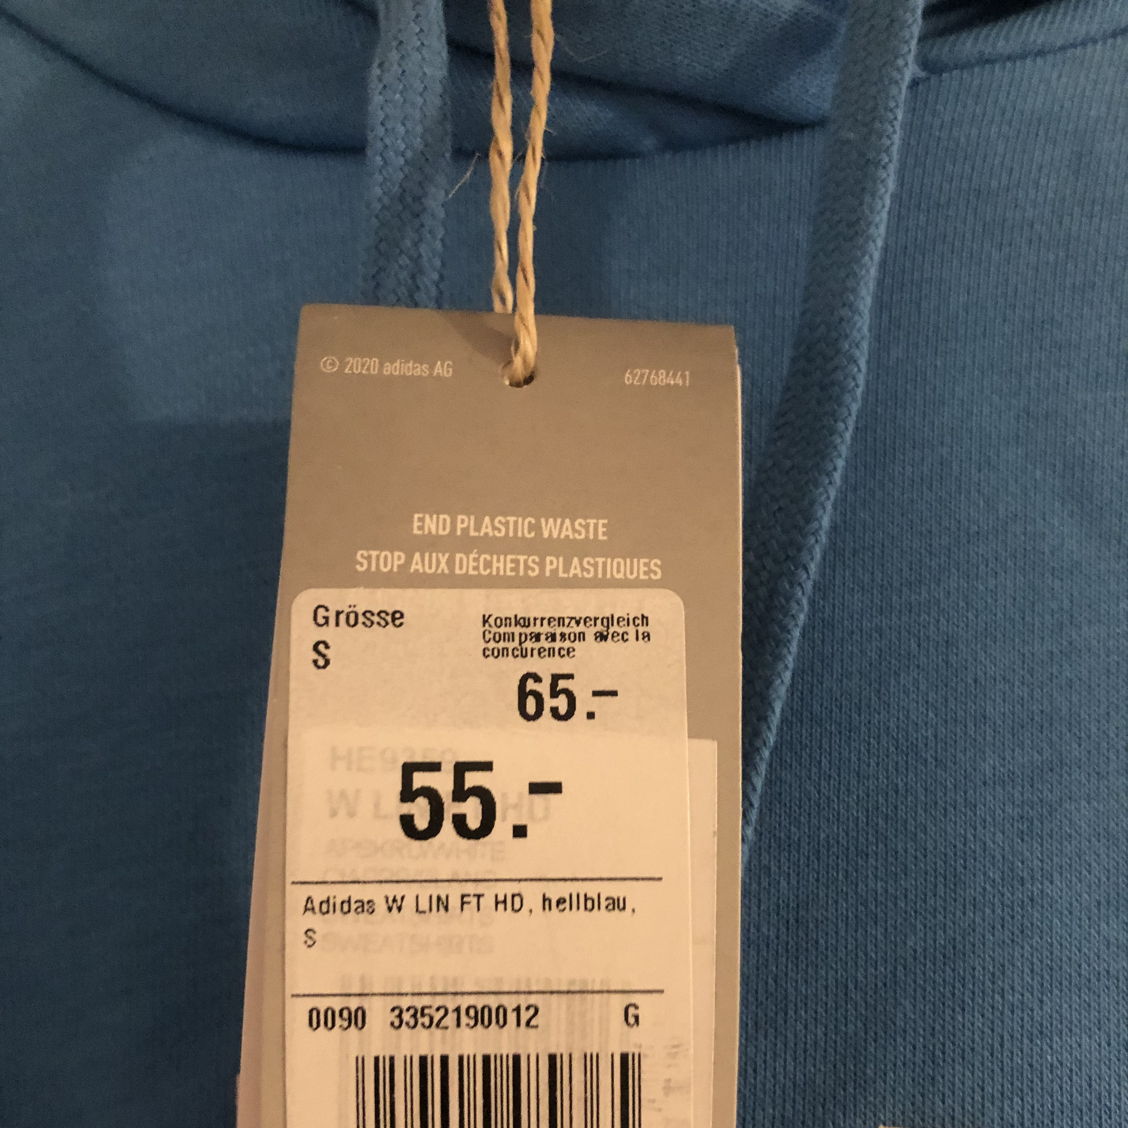 © 2020 adidas AG
62768441
END PLASTIC WASTE
STOP AUX DÉCHETS PLASTIQUES
Grösse
S
Konkurrenzvergleich
Comparaison avec la
concurence
65.–
55.–
Adidas W LIN FT HD, hellblau,
S
0090 3352190012 G